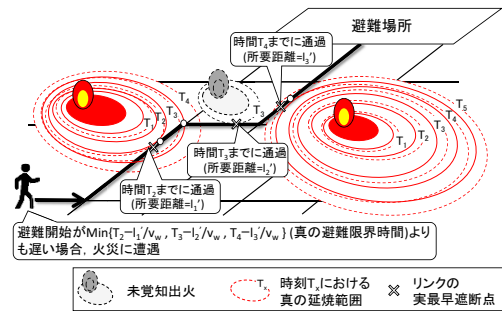 避難場所
時間T₄までに通過
(所要距離=l₃')
T₁
T₂
T₃
T₄
T₃
T₁
T₂
T₃
T₄
T₅
時間T₃までに通過
(所要距離=l₂')
時間T₂までに通過
(所要距離=l₁')
避難開始がMin{T₂−l₁'/vw , T₃−l₂'/vw , T₄−l₃'/vw} (真の避難限界時間)より
も遅い場合，火災に遭遇
未覚知出火
Tₓ
時刻Tₓにおける
真の延焼範囲
リンクの
実最早遮断点